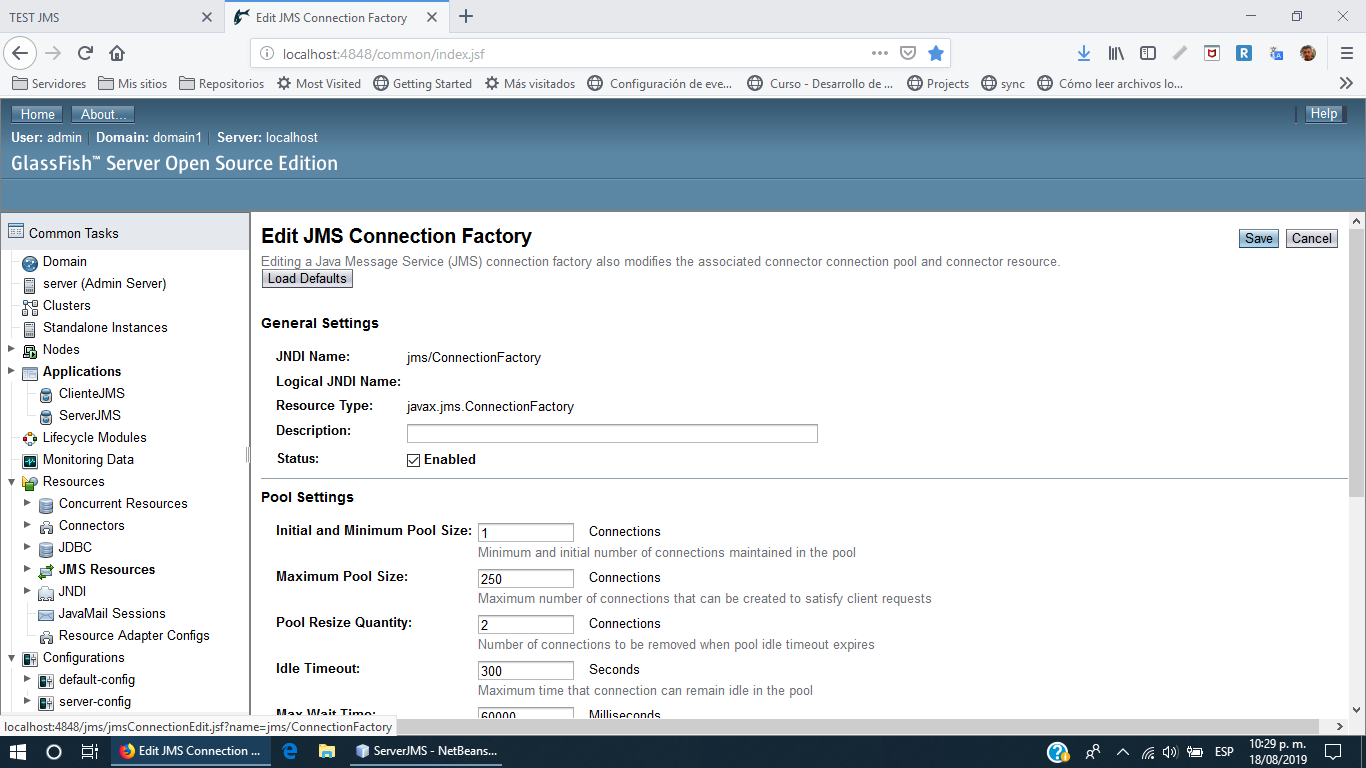 TEST JMS
Edit JMS Connection Factory
localhost:4848/common/index.jsf
Servidores Mis sitios Repositorios Most Visited Getting Started Más visitados Configuración de eve... Curso - Desarrollo de ... Projects sync Cómo leer archivos lo...
Home About... Help
User: admin Domain: domain1 Server: localhost
GlassFish™ Server Open Source Edition
Common Tasks
Domain
server (Admin Server)
Clusters
Standalone Instances
Nodes
Applications
ClienteJMS
ServerJMS
Lifecycle Modules
Monitoring Data
Resources
Concurrent Resources
Connectors
JDBC
JMS Resources
JNDI
JavaMail Sessions
Resource Adapter Configs
Configurations
default-config
server-config
localhost:4848/jms/jmsConnectionEdit.jsf?name=jms/ConnectionFactory
Edit JMS Connection Factory
Save Cancel
Editing a Java Message Service (JMS) connection factory also modifies the associated connector connection pool and connector resource.
Load Defaults
General Settings
JNDI Name: jms/ConnectionFactory
Logical JNDI Name:
Resource Type: javax.jms.ConnectionFactory
Description:
Status: Enabled
Pool Settings
Initial and Minimum Pool Size: 1 Connections
Minimum and initial number of connections maintained in the pool
Maximum Pool Size: 250 Connections
Maximum number of connections that can be created to satisfy client requests
Pool Resize Quantity: 2 Connections
Number of connections to be removed when pool idle timeout expires
Idle Timeout: 300 Seconds
Maximum time that connection can remain idle in the pool
Max Wait Time: 60000 Milliseconds
Edit JMS Connection ...
ServerJMS - NetBeans...
ESP
10:29 p. m.
18/08/2019